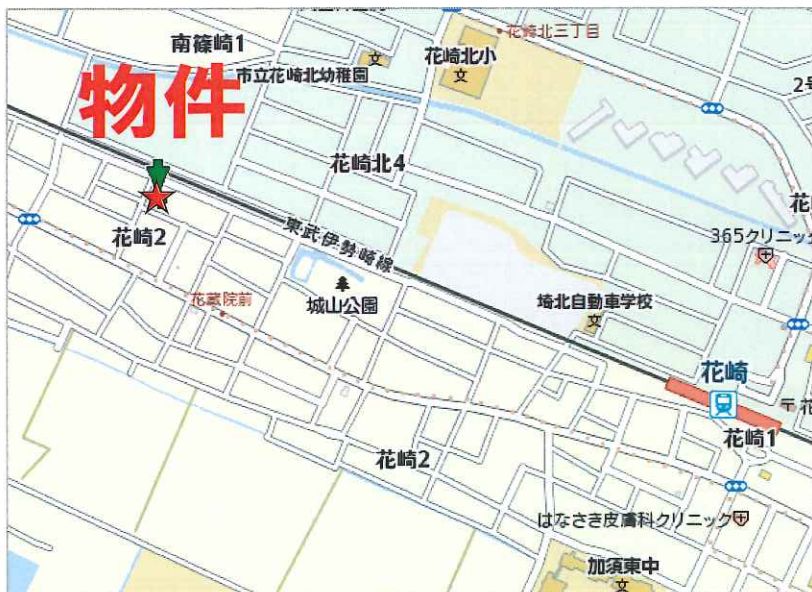 南篠崎1
花崎北三丁目
花崎北小
文
文
市立花崎北幼稚園
物件
花崎北4
花崎2
東武伊勢崎線
365クリニック
花蔵院前
城山公園
埼北自動車学校
文
花崎
花崎1
花崎2
はなさき皮膚科クリニック
加須東中
文